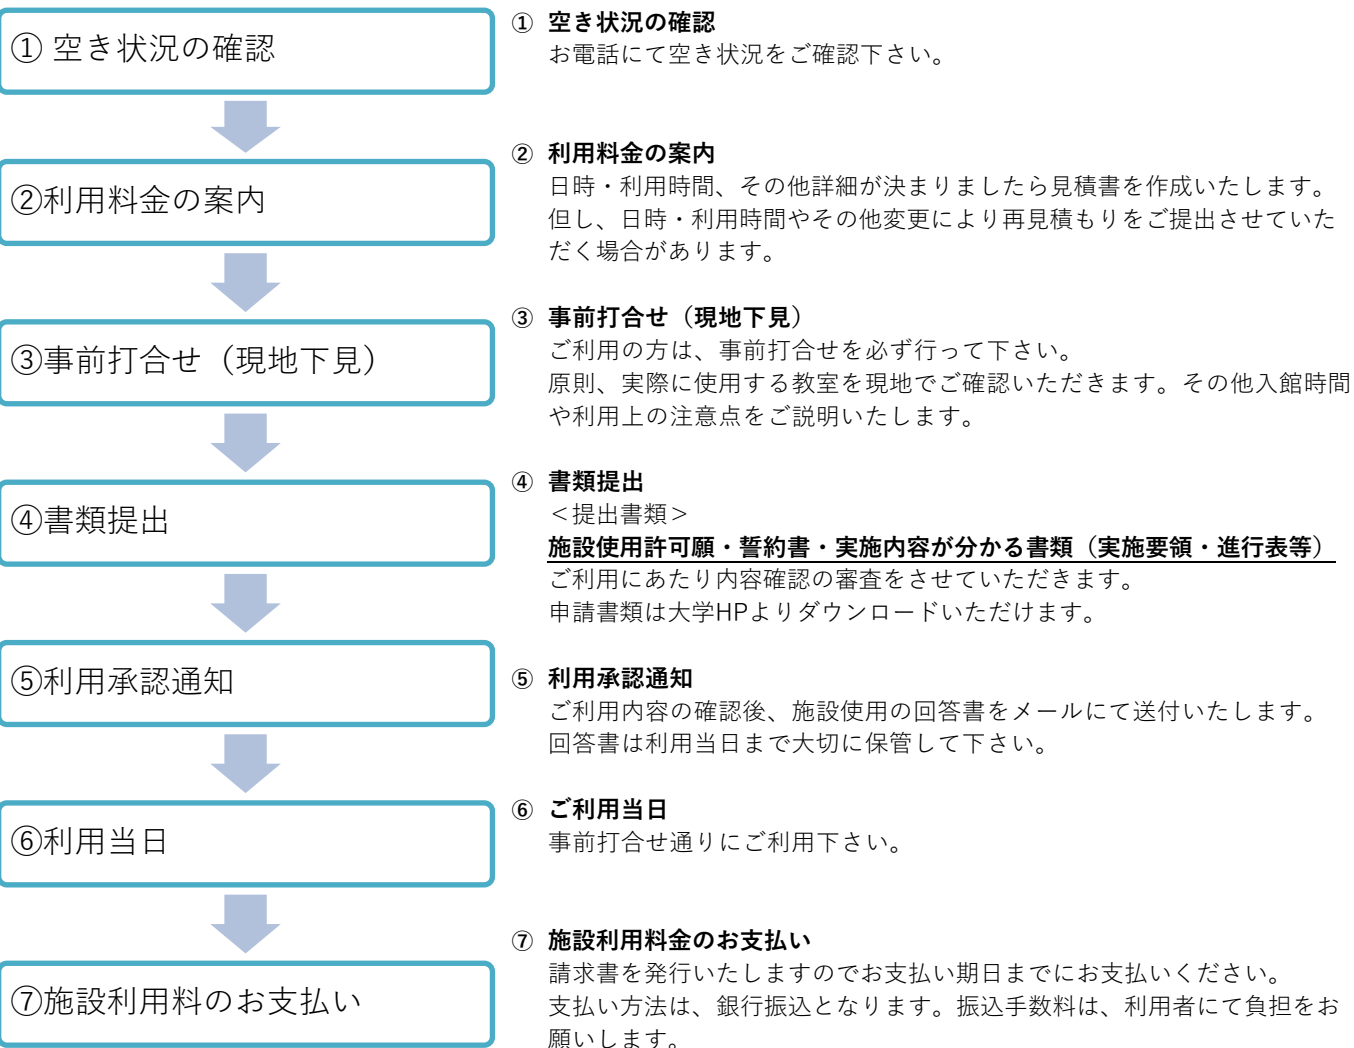 ① 空き状況の確認
②利用料金の案内
③事前打合せ（現地下見）
④書類提出
⑤利用承認通知
⑥利用当日
⑦施設利用料のお支払い
① 空き状況の確認
お電話にて空き状況をご確認下さい。
② 利用料金の案内
日時・利用時間、その他詳細が決まりましたら見積書を作成いたします。
但し、日時・利用時間やその他変更により再見積もりをご提出させていた
だく場合があります。
③ 事前打合せ（現地下見）
ご利用の方は、事前打合せを必ず行って下さい。
原則、実際に使用する教室を現地でご確認いただきます。その他入館時間
や利用上の注意点をご説明いたします。
④ 書類提出
＜提出書類＞
施設使用許可願・誓約書・実施内容が分かる書類（実施要領・進行表等）
ご利用にあたり内容確認の審査をさせていただきます。
申請書類は大学HPよりダウンロードいただけます。
⑤ 利用承認通知
ご利用内容の確認後、施設使用の回答書をメールにて送付いたします。
回答書は利用当日まで大切に保管して下さい。
⑥ ご利用当日
事前打合せ通りにご利用下さい。
⑦ 施設利用料金のお支払い
請求書を発行いたしますのでお支払い期日までにお支払いください。
支払い方法は、銀行振込となります。振込手数料は、利用者にて負担をお
願いします。